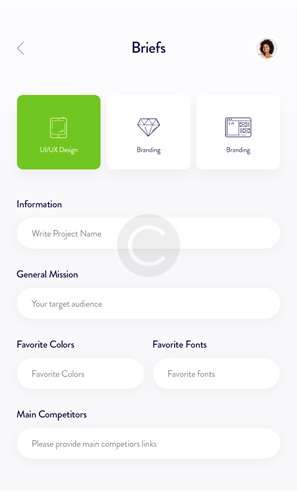 Briefs
UI/UX Design
Branding
Branding
Information
Write Project Name
General Mission
Your target audience
Favorite Colors
Favorite Fonts
Favorite Colors
Favorite fonts
Main Competitors
Please provide main competiors links